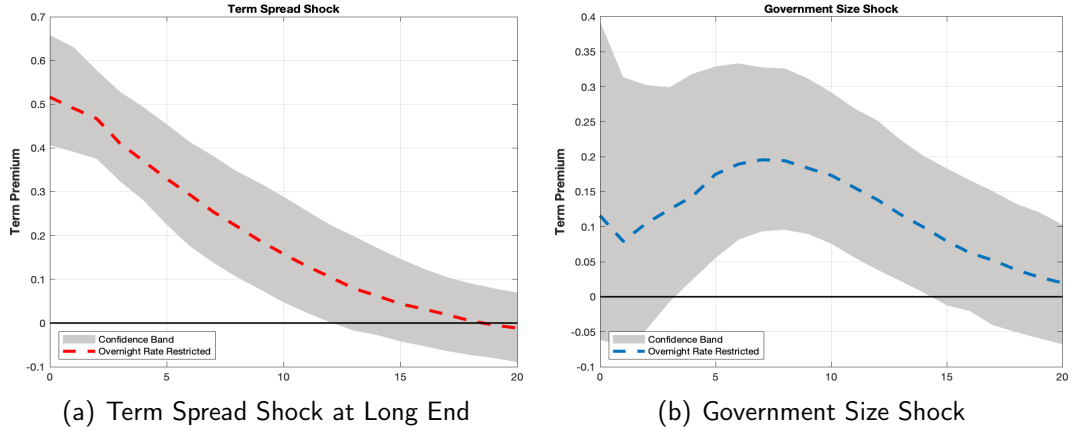 Term Spread Shock
0.7
0.6
0.5
0.4
0.3
0.2
0.1
0
-0.1
Term Premium
Confidence Band
Overnight Rate Restricted
0 5 10 15 20
(a) Term Spread Shock at Long End
Government Size Shock
0.4
0.35
0.3
0.25
0.2
0.15
0.1
0.05
0
-0.05
-0.1
Term Premium
Confidence Band
Overnight Rate Restricted
0 5 10 15 20
(b) Government Size Shock